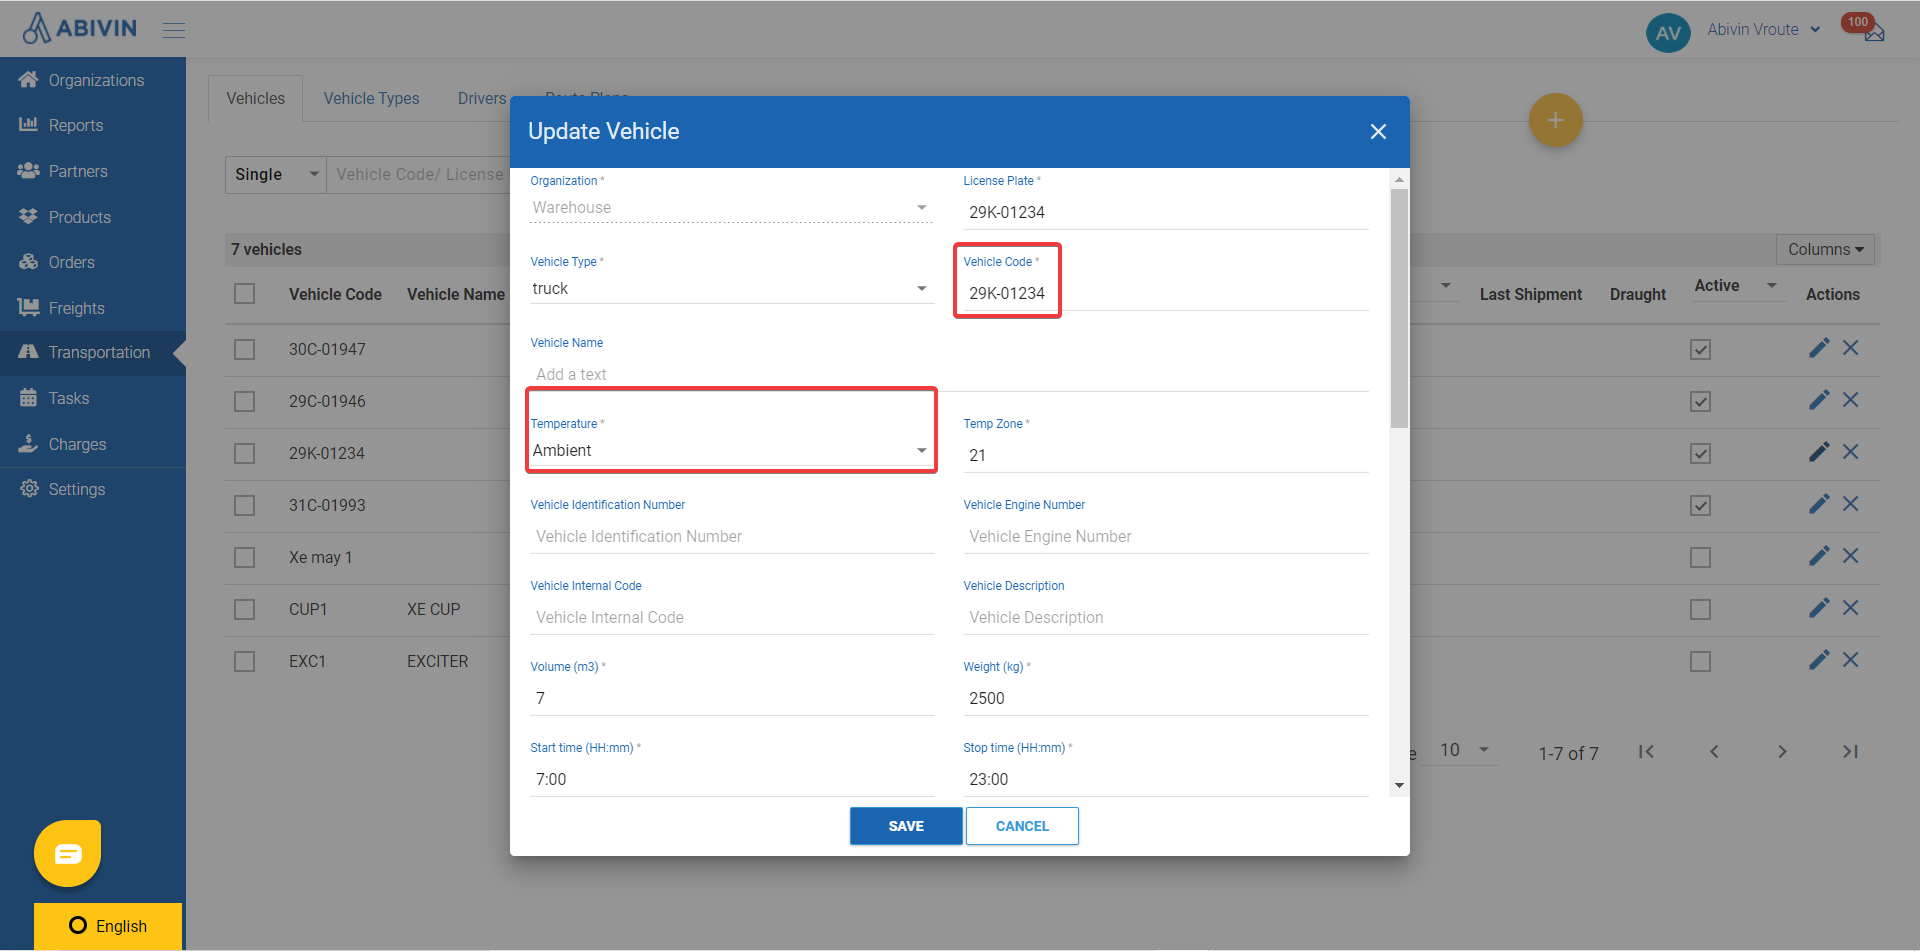 ABIVIN
AV
Abivin Vroute
100
Organizations
Reports
Partners
Products
Orders
Freights
Transportation
Tasks
Charges
Settings
English
Vehicles
Vehicle Types
Drivers
Route Plans
Single
Vehicle Code/ License
7 vehicles
Columns
Vehicle Code
Vehicle Name
Last Shipment
Draught
Active
Actions
30C-01947
29C-01946
29K-01234
31C-01993
Xe may 1
CUP1
XE CUP
EXC1
EXCITER
10
1-7 of 7
Update Vehicle
Organization *
Warehouse
License Plate *
29K-01234
Vehicle Type *
truck
Vehicle Code *
29K-01234
Vehicle Name
Add a text
Temperature *
Ambient
Temp Zone *
21
Vehicle Identification Number
Vehicle Identification Number
Vehicle Engine Number
Vehicle Engine Number
Vehicle Internal Code
Vehicle Internal Code
Vehicle Description
Vehicle Description
Volume (m3) *
7
Weight (kg) *
2500
Start time (HH:mm) *
7:00
Stop time (HH:mm) *
23:00
SAVE
CANCEL